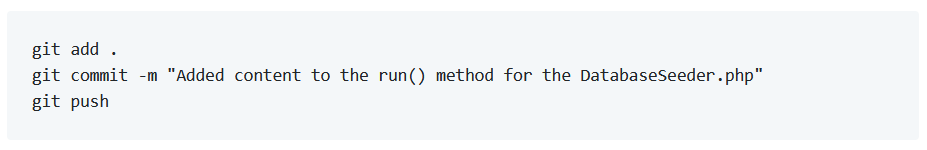 git add .
git commit -m "Added content to the run() method for the DatabaseSeeder.php"
git push